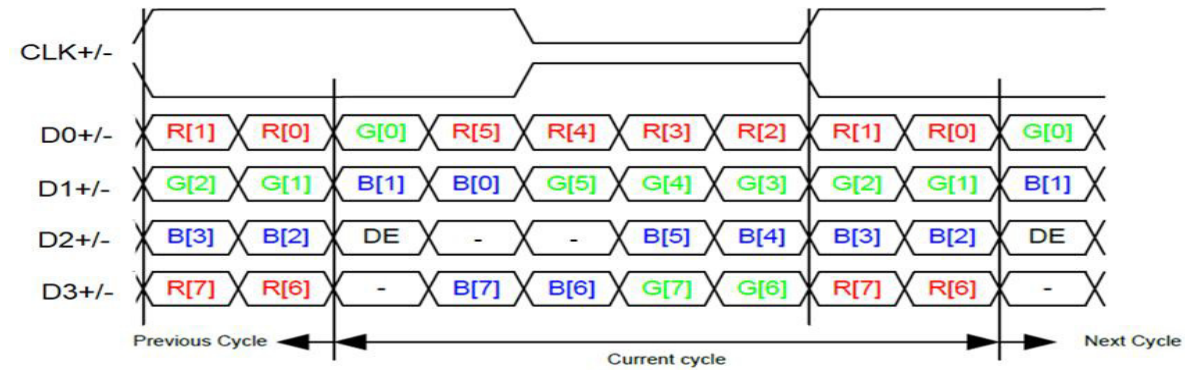 CLK+/-
D0+/- R[1] R[0] G[0] R[5] R[4] R[3] R[2] R[1] R[0] G[0]
D1+/- G[2] G[1] B[1] B[0] G[5] G[4] G[3] G[2] G[1] B[1]
D2+/- B[3] B[2] DE - - B[5] B[4] B[3] B[2] DE
D3+/- R[7] R[6] - B[7] B[6] G[7] G[6] R[7] R[6] -
Previous Cycle Current cycle Next Cycle